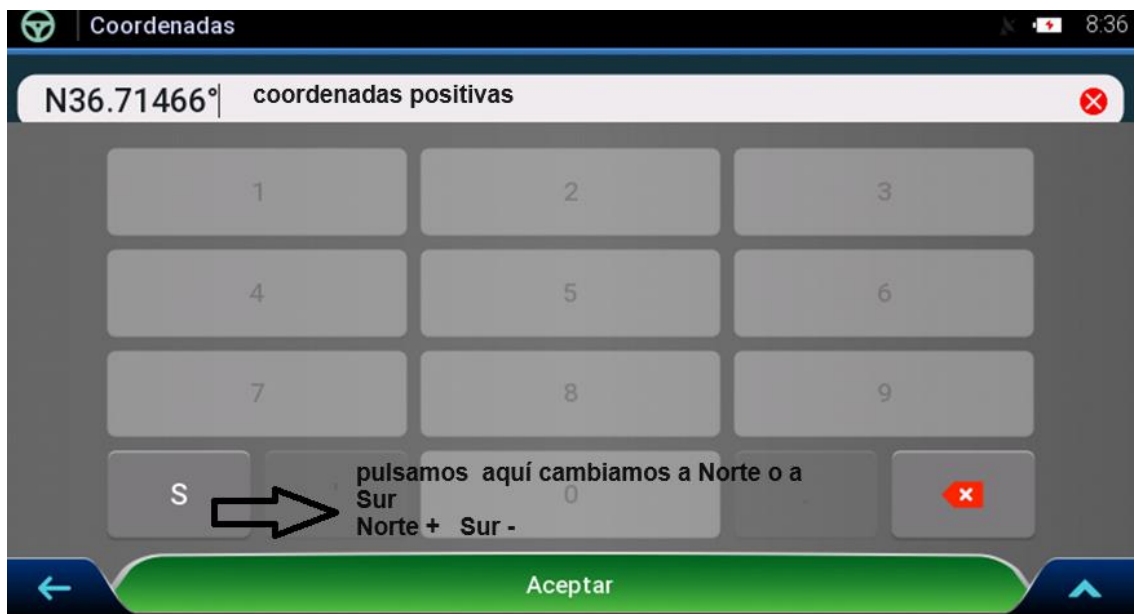 Coordenadas 8:36
N36.71466° coordenadas positivas
1 2 3
4 5 6
7 8 9
pulsamos aquí cambiamos a Norte o a
S Sur 0
Norte + Sur -
Aceptar